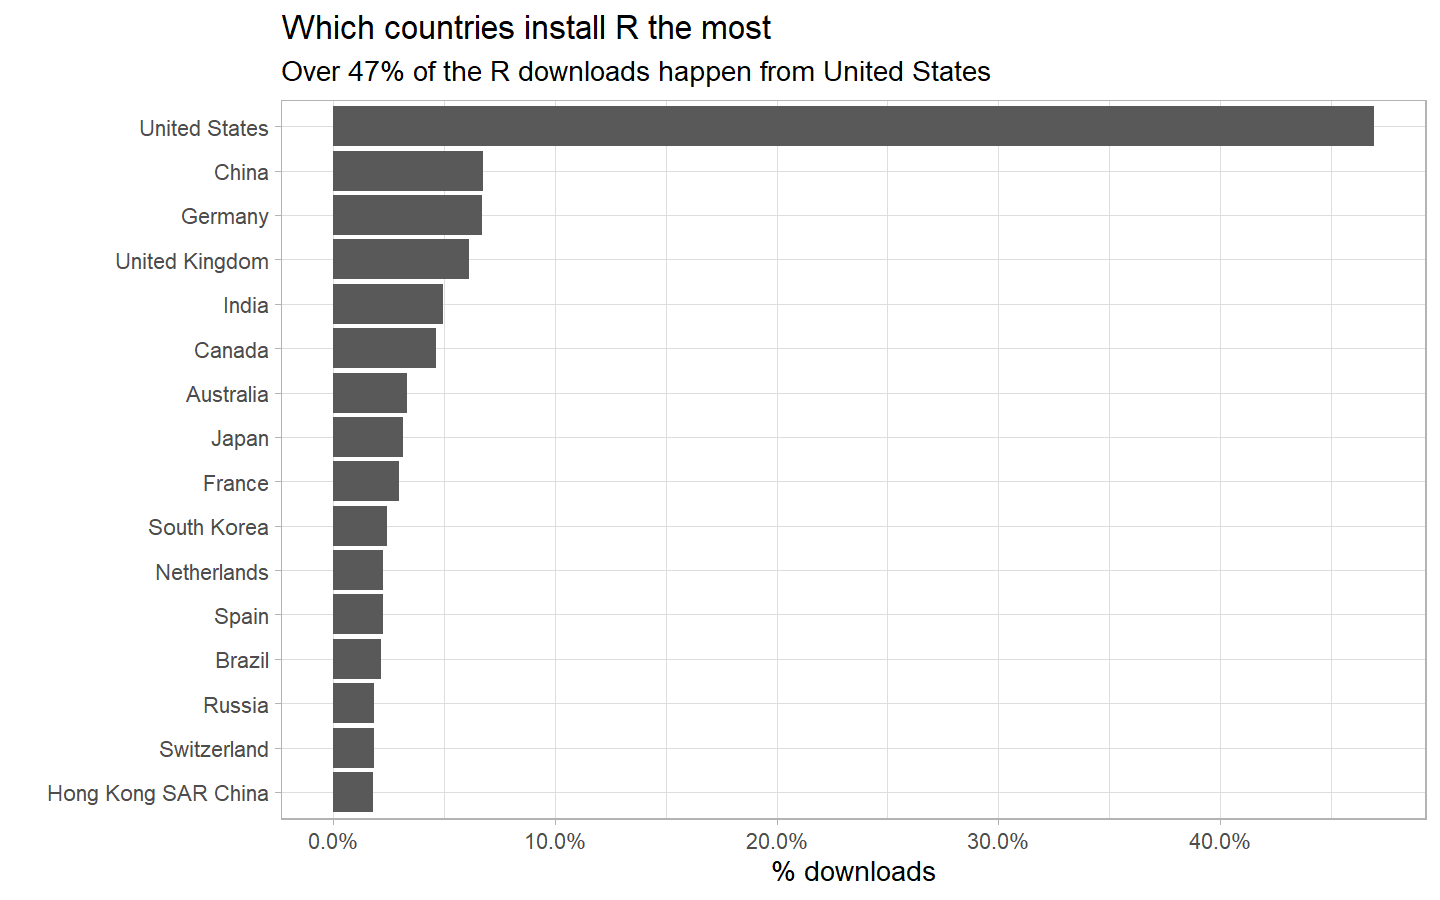 Which countries install R the most
Over 47% of the R downloads happen from United States
United States
China
Germany
United Kingdom
India
Canada
Australia
Japan
France
South Korea
Netherlands
Spain
Brazil
Russia
Switzerland
Hong Kong SAR China
0.0% 10.0% 20.0% 30.0% 40.0%
% downloads